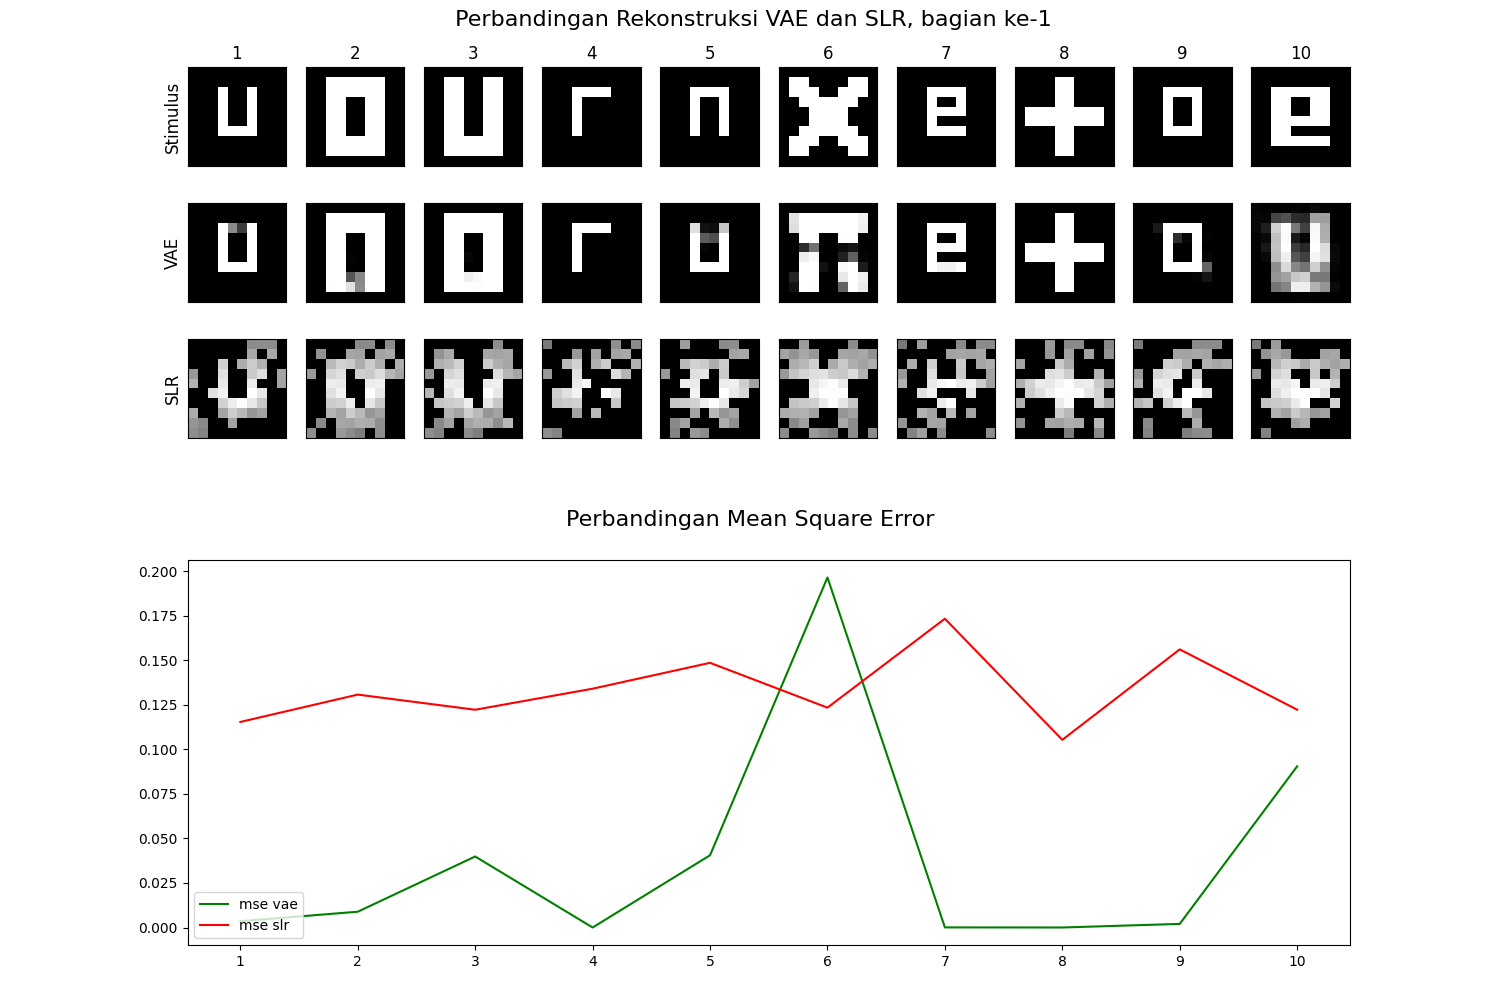 Perbandingan Rekonstruksi VAE dan SLR, bagian ke-1
1 2 3 4 5 6 7 8 9 10
Stimulus
u o u r n x e + o e
VAE
SLR
Perbandingan Mean Square Error
0.200
0.175
0.150
0.125
0.100
0.075
0.050
0.025
0.000
mse vae
mse slr
1 2 3 4 5 6 7 8 9 10